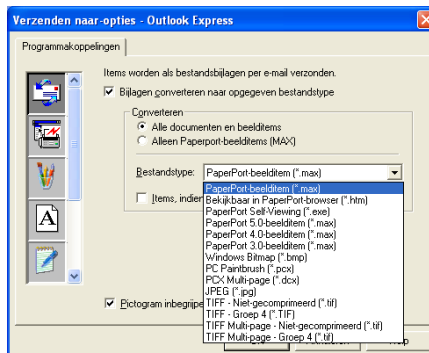 Verzenden naar-opties - Outlook Express
Programmakoppelingen
Items worden als bestandsbijlagen per e-mail verzonden.
Bijlagen converteren naar opgegeven bestandstype
Converteren
Alle documenten en beelditems
Alleen Paperport-beelditems (MAX)
Bestandstype: PaperPort-beelditem (*.max)
PaperPort-beelditem (*.max)
Bekijkbaar in PaperPort-browser (*.htm)
Items, indien
PaperPort Self-Viewing (*.exe)
PaperPort 5.0-beelditem (*.max)
PaperPort 4.0-beelditem (*.max)
PaperPort 3.0-beelditem (*.max)
Windows Bitmap (*.bmp)
PC Paintbrush (*.pcx)
PCX Multi-page (*.dcx)
JPEG (*.jpg)
TIFF - Niet-gecomprimeerd (*.tif)
Pictogram inbegrepe
TIFF - Groep 4 (*.TIF)
TIFF Multi-page - Niet-gecomprimeerd (*.tif)
TIFF Multi-page - Groep 4 (*.tif)